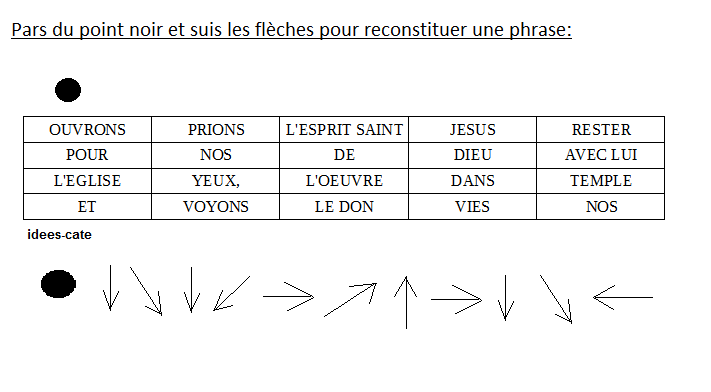 Pars du point noir et suis les flèches pour reconstituer une phrase:
OUVRONS PRIONS L'ESPRIT SAINT JESUS RESTER
POUR NOS DE DIEU AVEC LUI
L'EGLISE YEUX, L'OEUVRE DANS TEMPLE
ET VOYONS LE DON VIES NOS
idees-cate